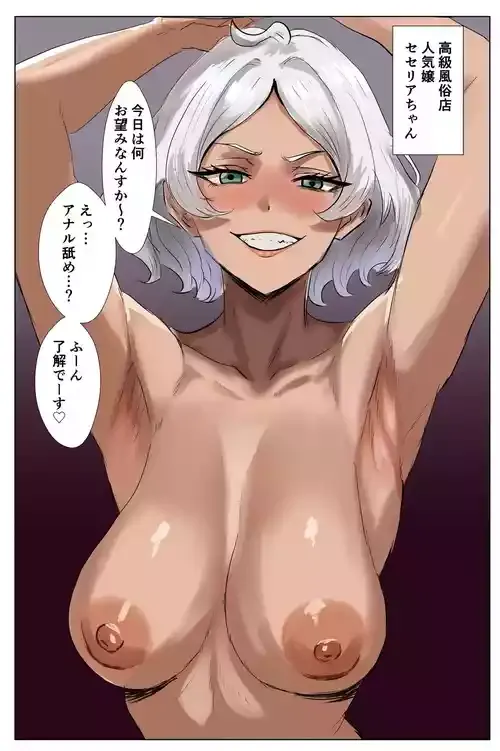 高級風俗店
人気嬢
セセリアちゃん
今日は何
お望みなんすか～？
えっ…
アナル舐め…？
ふーん
了解でーす♡